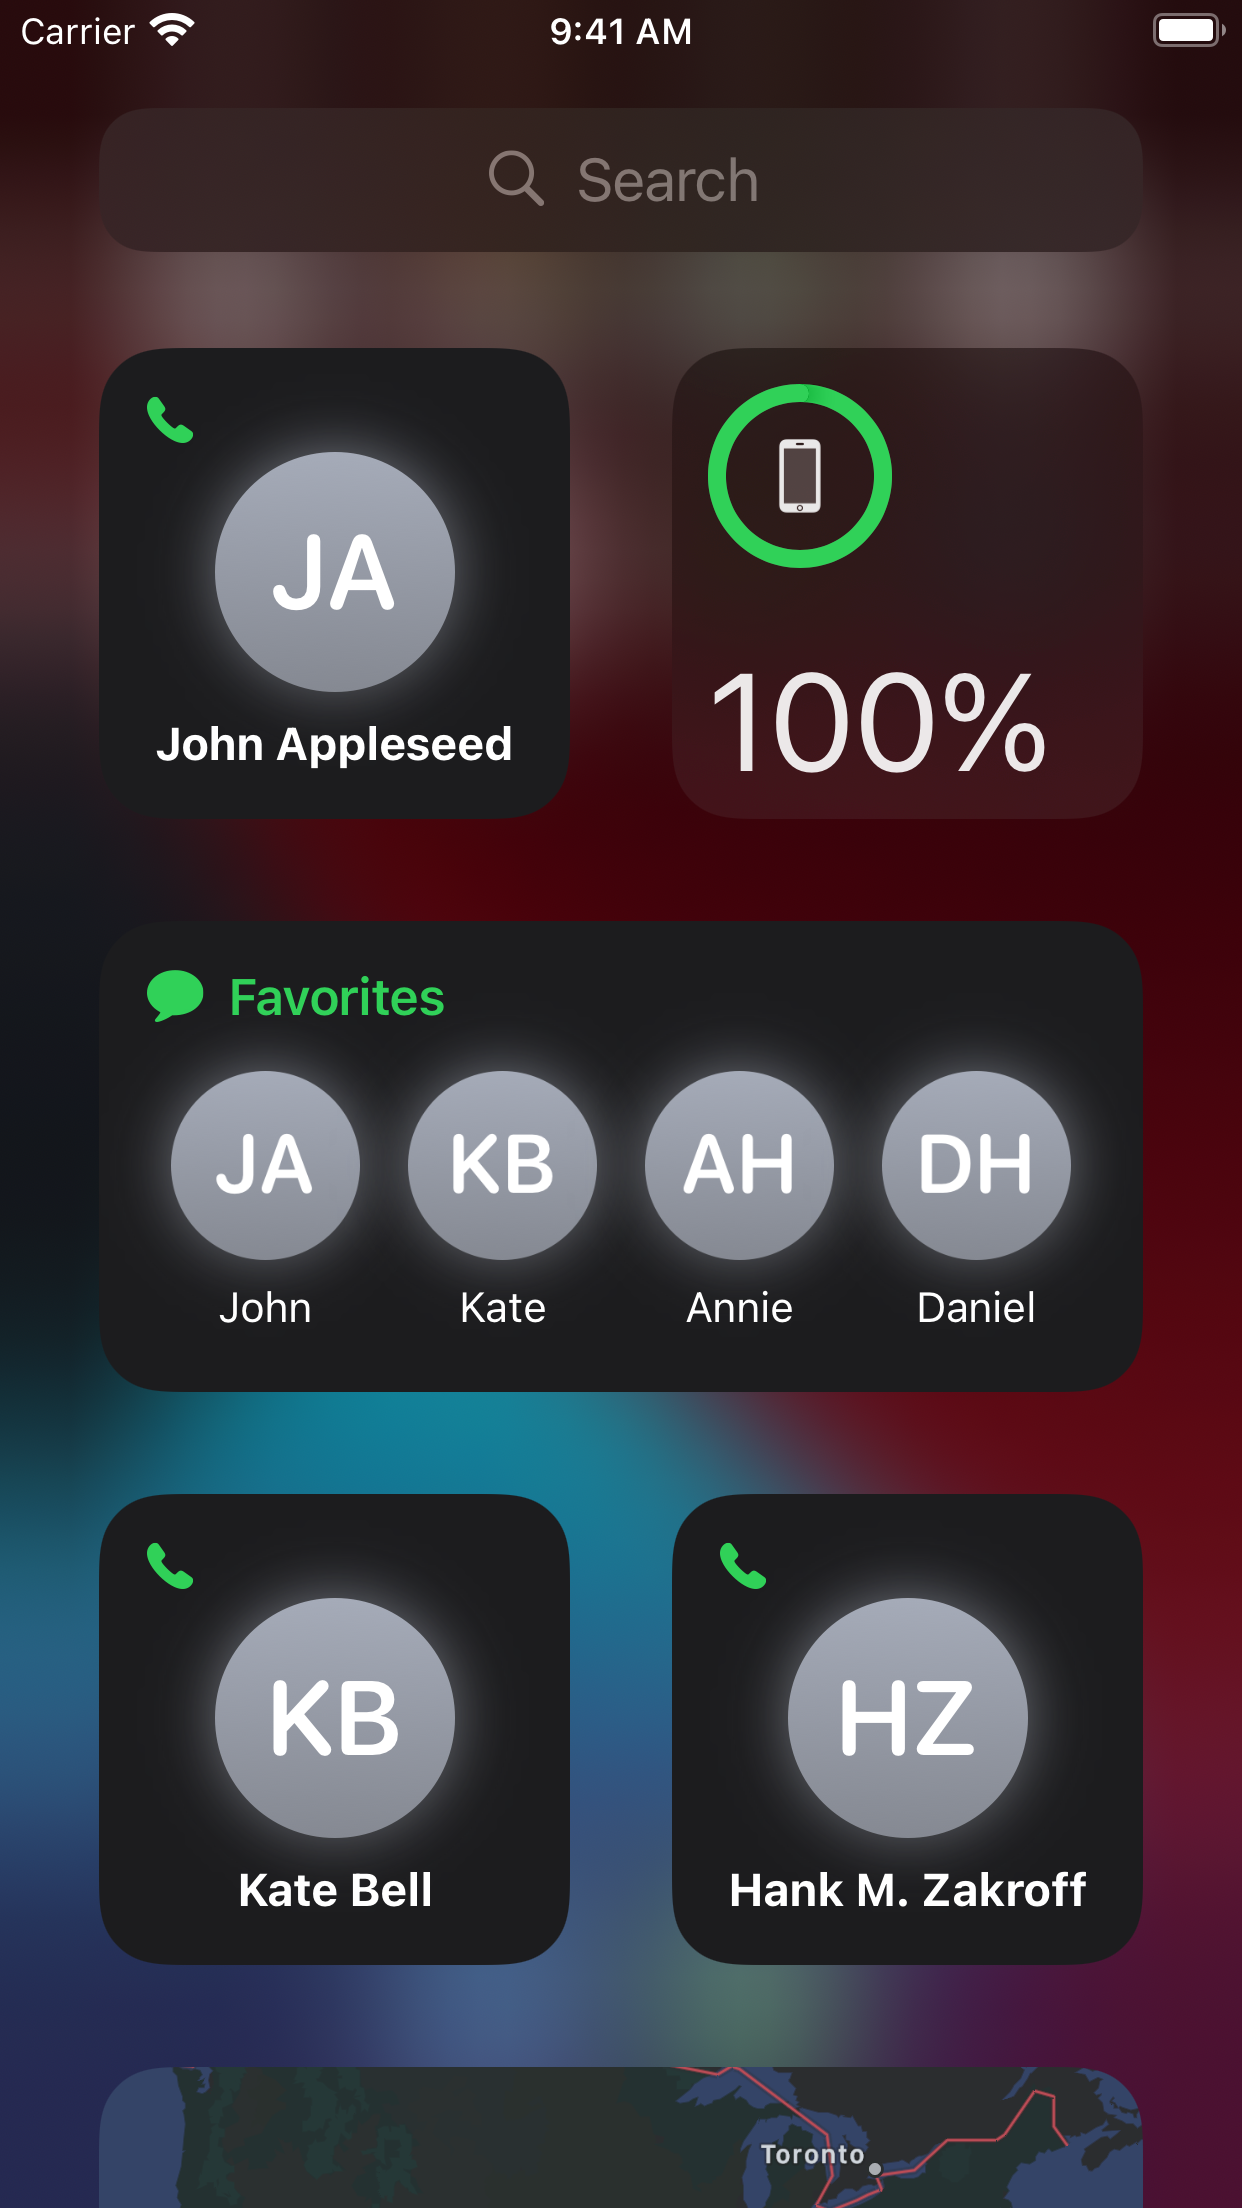 Carrier 9:41 AM
Search
JA
John Appleseed
100%
Favorites
JA KB AH DH
John Kate Annie Daniel
KB
Kate Bell
HZ
Hank M. Zakroff
Toronto